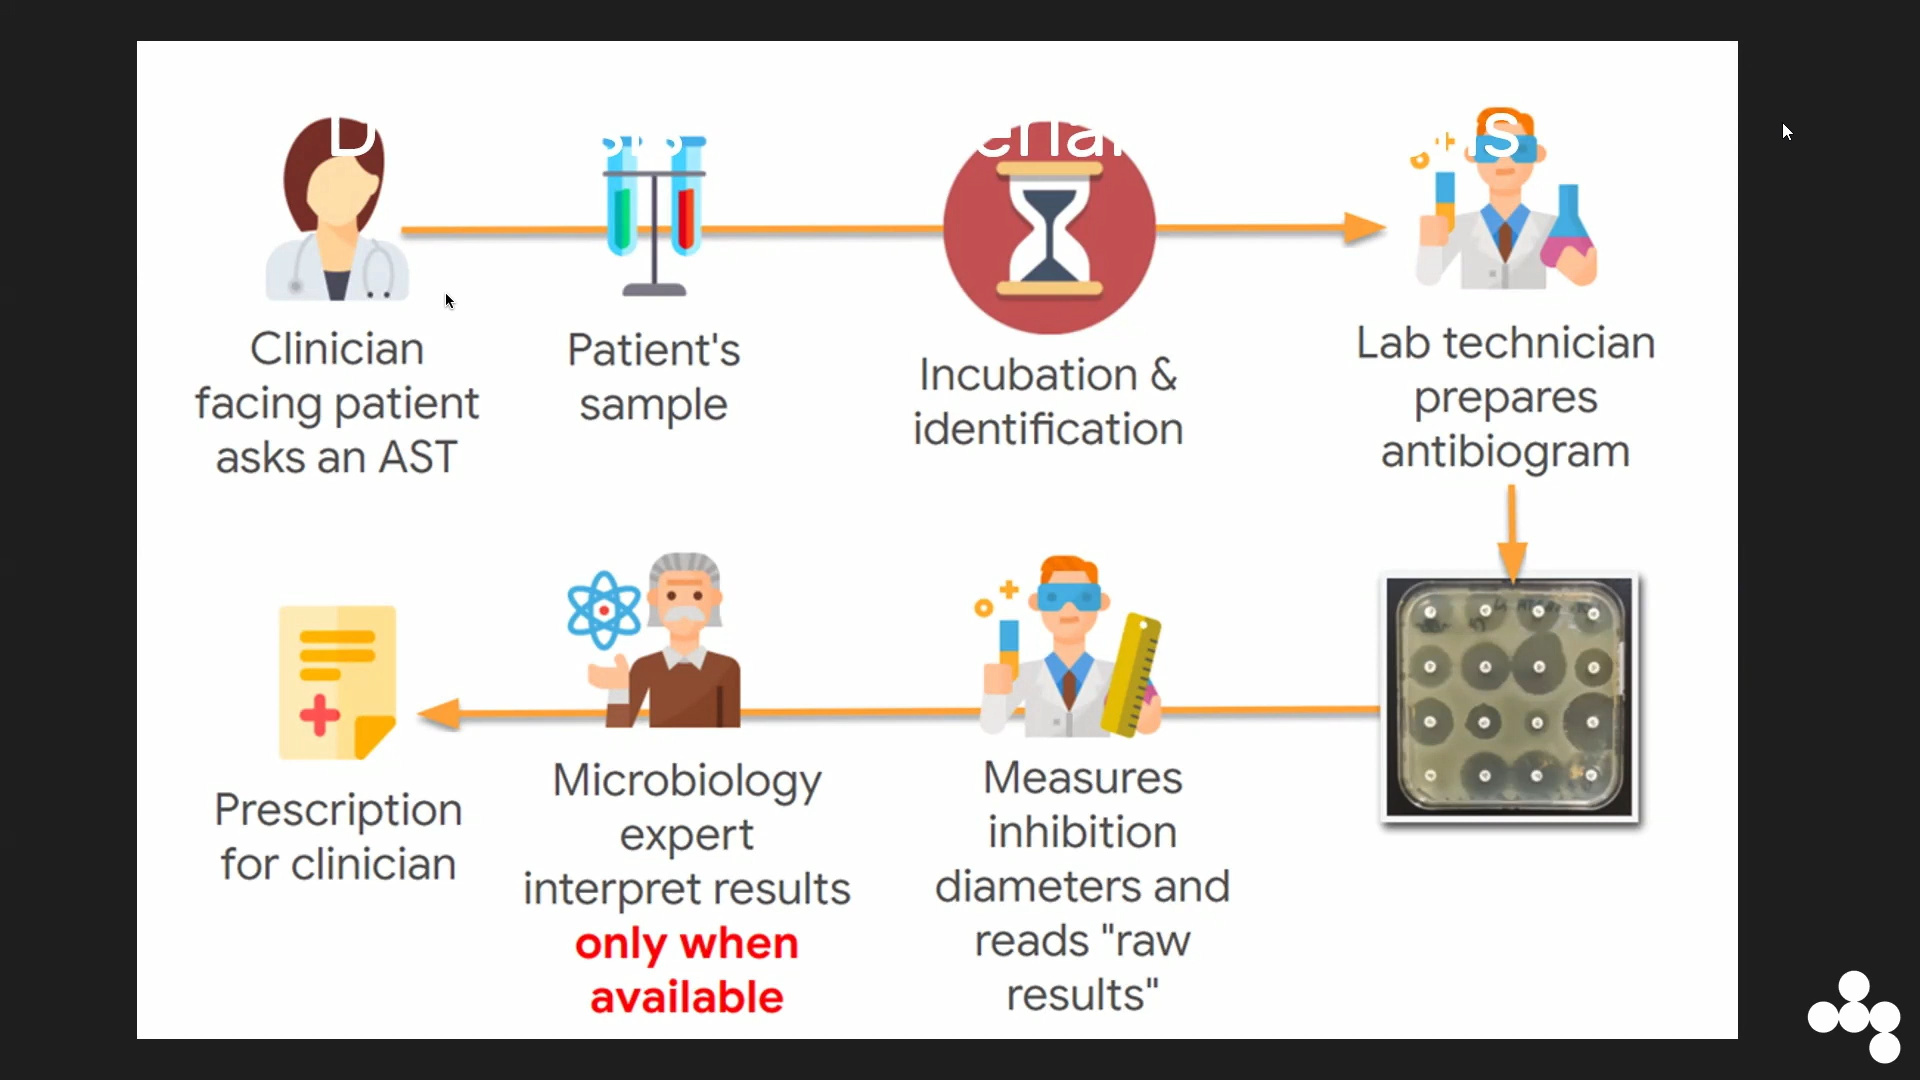 Clinician
facing patient
asks an AST
Patient's
sample
Incubation &
identification
Lab technician
prepares
antibiogram
Prescription
for clinician
Microbiology
expert
interpret results
only when
available
Measures
inhibition
diameters and
reads "raw
results"